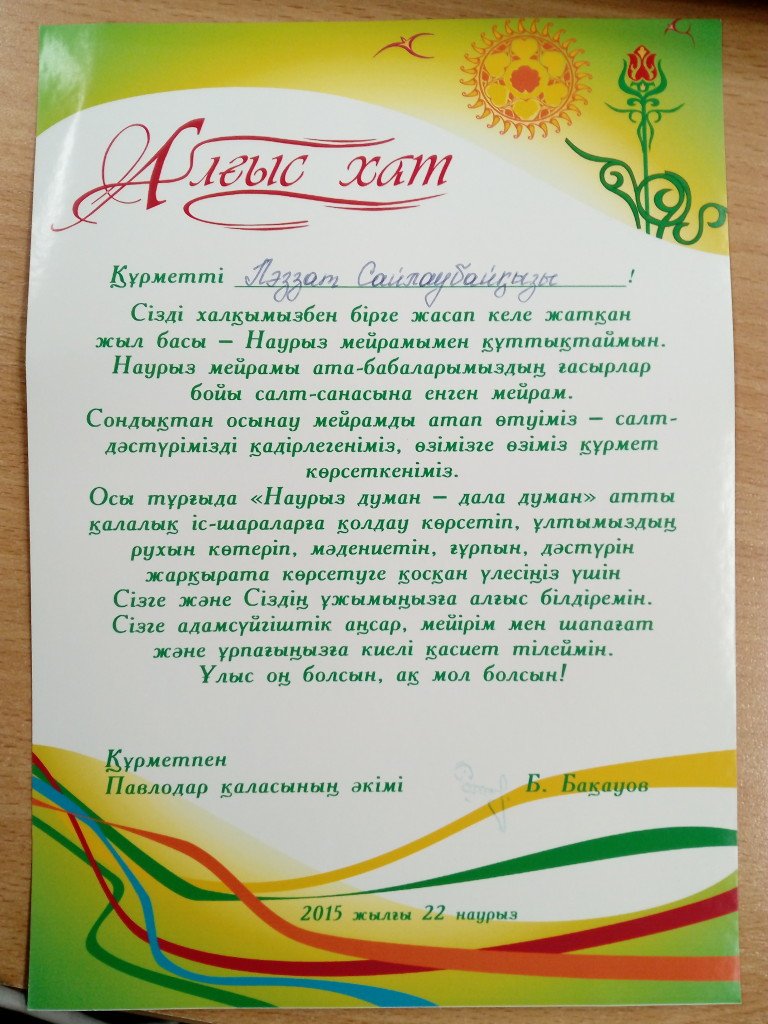 Алғыс хат
Құрметті Ләззат Сайлаубайқызы !
Сізді халқымызбен бірге жасап келе жатқан
жыл басы – Наурыз мейрамымен құттықтаймын.
Наурыз мейрамы ата-бабаларымыздың ғасырлар
бойы салт-санасына енген мейрам.
Сондықтан осынау мейрамды атап өтуіміз – салт-
дәстүрімізді қадірлегеніміз, өзімізге өзіміз құрмет
көрсеткеніміз.
Осы тұрғыда «Наурыз думан – дала думан» атты
қалалық іс-шараларға қолдау көрсетіп, ұлтымыздың
рухын көтеріп, мәдениетін, ғұрпын, дәстүрін
жарқырата көрсетуге қосқан үлесіңіз үшін
Сізге және Сіздің ұжымыңызға алғыс білдіремін.
Сізге адамсүйгіштік аңсар, мейірім мен шапағат
және ұрпағыңызға киелі қасиет тілеймін.
Ұлыс оң болсын, ақ мол болсын!
Құрметпен
Павлодар қаласының әкімі Б. Бақауов
2015 жылғы 22 наурыз